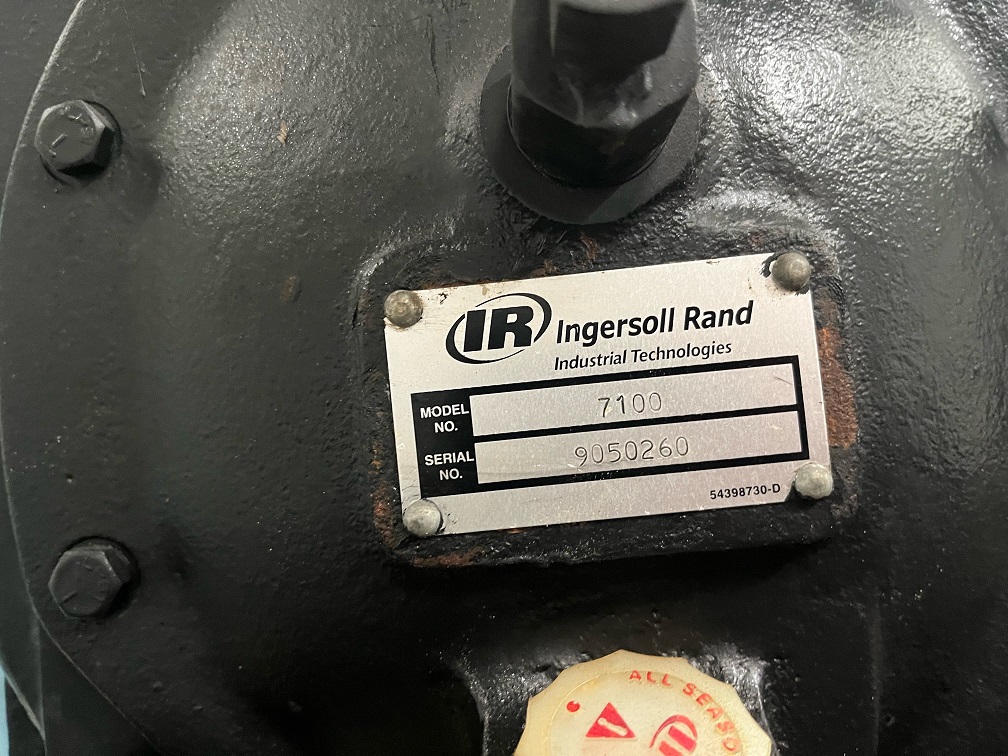 IR Ingersoll Rand
Industrial Technologies
MODEL NO. 7100
SERIAL NO. 9050260
54398730-D
ALL SEASO